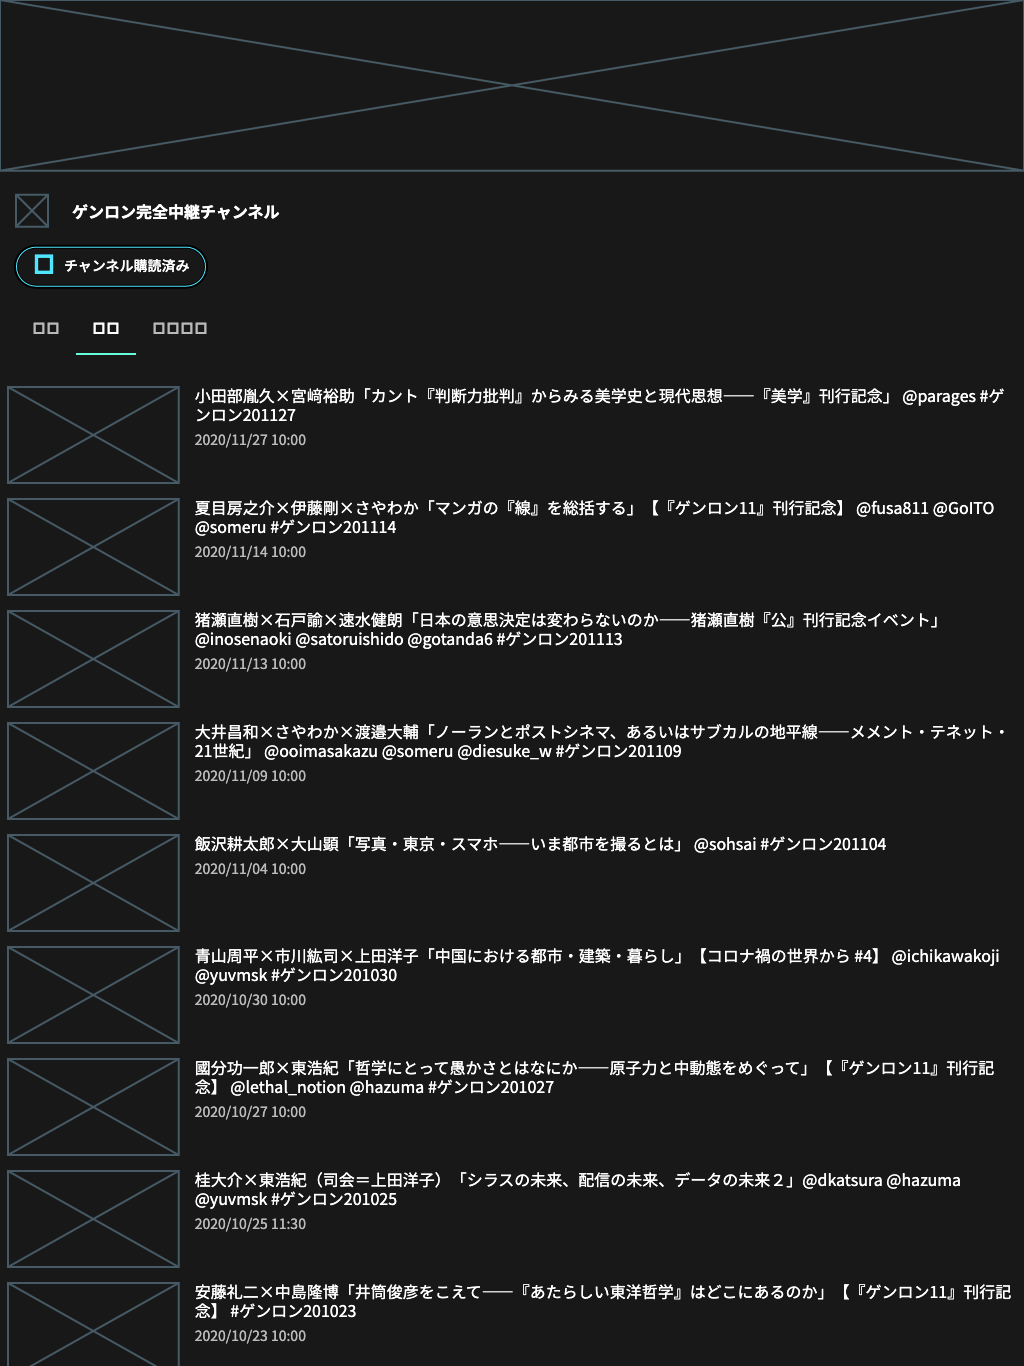 ゲンロン完全中継チャンネル
チャンネル購読済み
小田部胤久×宮﨑裕助「カント『判断力批判』からみる美学史と現代思想——『美学』刊行記念」 @parages #ゲ
ンロン201127
2020/11/27 10:00
夏目房之介×伊藤剛×さやわか「マンガの『線』を総括する」【『ゲンロン11』刊行記念】 @fusa811 @GoITO
@someru #ゲンロン201114
2020/11/14 10:00
猪瀬直樹×石戸諭×速水健朗「日本の意思決定は変わらないのか——猪瀬直樹『公』刊行記念イベント」
@inosenaoki @satoruishido @gotanda6 #ゲンロン201113
2020/11/13 10:00
大井昌和×さやわか×渡邉大輔「ノーランとポストシネマ、あるいはサブカルの地平線——メメント・テネット・
21世紀」 @ooimasakazu @someru @diesuke_w #ゲンロン201109
2020/11/09 10:00
飯沢耕太郎×大山顕「写真・東京・スマホ——いま都市を撮るとは」 @sohsai #ゲンロン201104
2020/11/04 10:00
青山周平×市川紘司×上田洋子「中国における都市・建築・暮らし」【コロナ禍の世界から #4】 @ichikawakoji
@yuvmsk #ゲンロン201030
2020/10/30 10:00
國分功一郎×東浩紀「哲学にとって愚かさとはなにか——原子力と中動態をめぐって」【『ゲンロン11』刊行記
念】 @lethal_notion @hazuma #ゲンロン201027
2020/10/27 10:00
桂大介×東浩紀（司会＝上田洋子）「シラスの未来、配信の未来、データの未来２」@dkatsura @hazuma
@yuvmsk #ゲンロン201025
2020/10/25 11:30
安藤礼二×中島隆博「井筒俊彦をこえて——『あたらしい東洋哲学』はどこにあるのか」【『ゲンロン11』刊行記
念】 #ゲンロン201023
2020/10/23 10:00